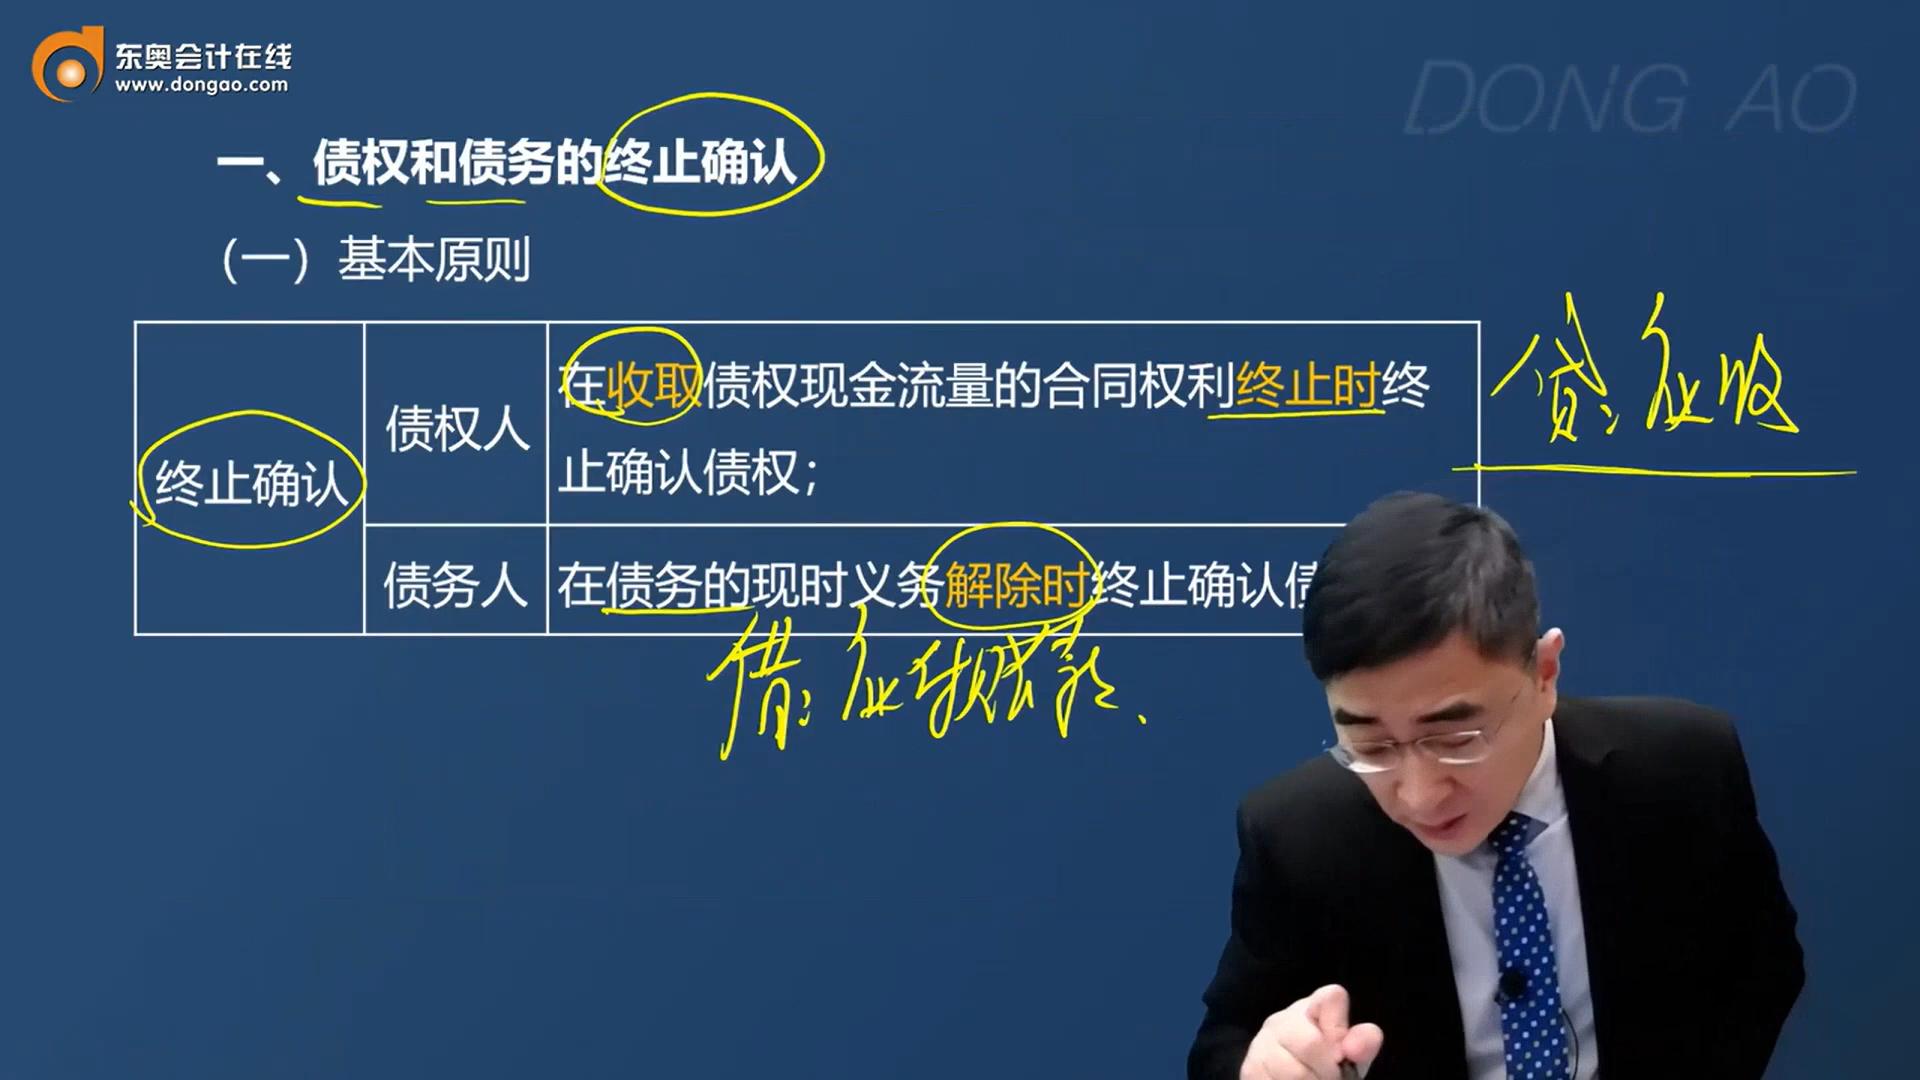 东奥会计在线
www.dongao.com
DONG AO
一、债权和债务的终止确认
（一）基本原则
终止确认
债权人
在收取债权现金流量的合同权利终止时终
止确认债权；
贷：应收
债务人
在债务的现时义务解除时终止确认债
借：应付账款、